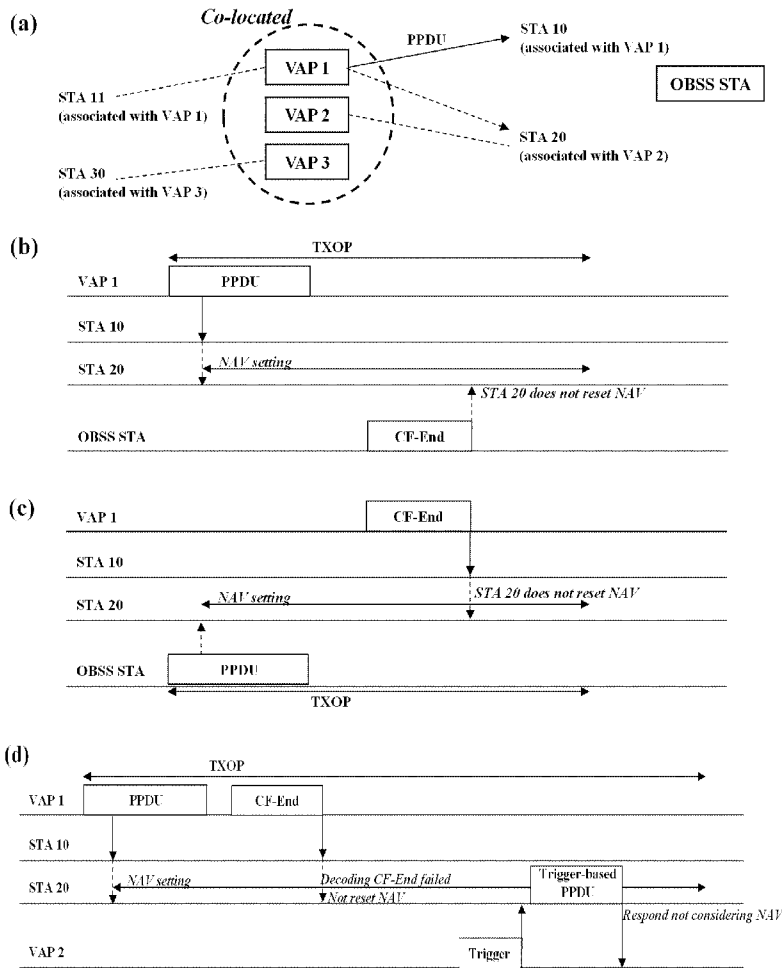 (a)
Co-located
PPDU
STA 10
(associated with VAP 1)
VAP 1
OBSS STA
STA 11
(associated with VAP 1)
VAP 2
STA 20
(associated with VAP 2)
VAP 3
STA 30
(associated with VAP 3)
(b)
TXOP
VAP 1
PPDU
STA 10
STA 20
NAV setting
STA 20 does not reset NAV
OBSS STA
CF-End
(c)
VAP 1
CF-End
STA 10
STA 20
NAV setting
STA 20 does not reset NAV
OBSS STA
PPDU
TXOP
(d)
TXOP
VAP 1
PPDU
CF-End
STA 10
STA 20
NAV setting
Decoding CF-End failed
Not reset NAV
Trigger-based
PPDU
Respond not considering NAV
VAP 2
Trigger